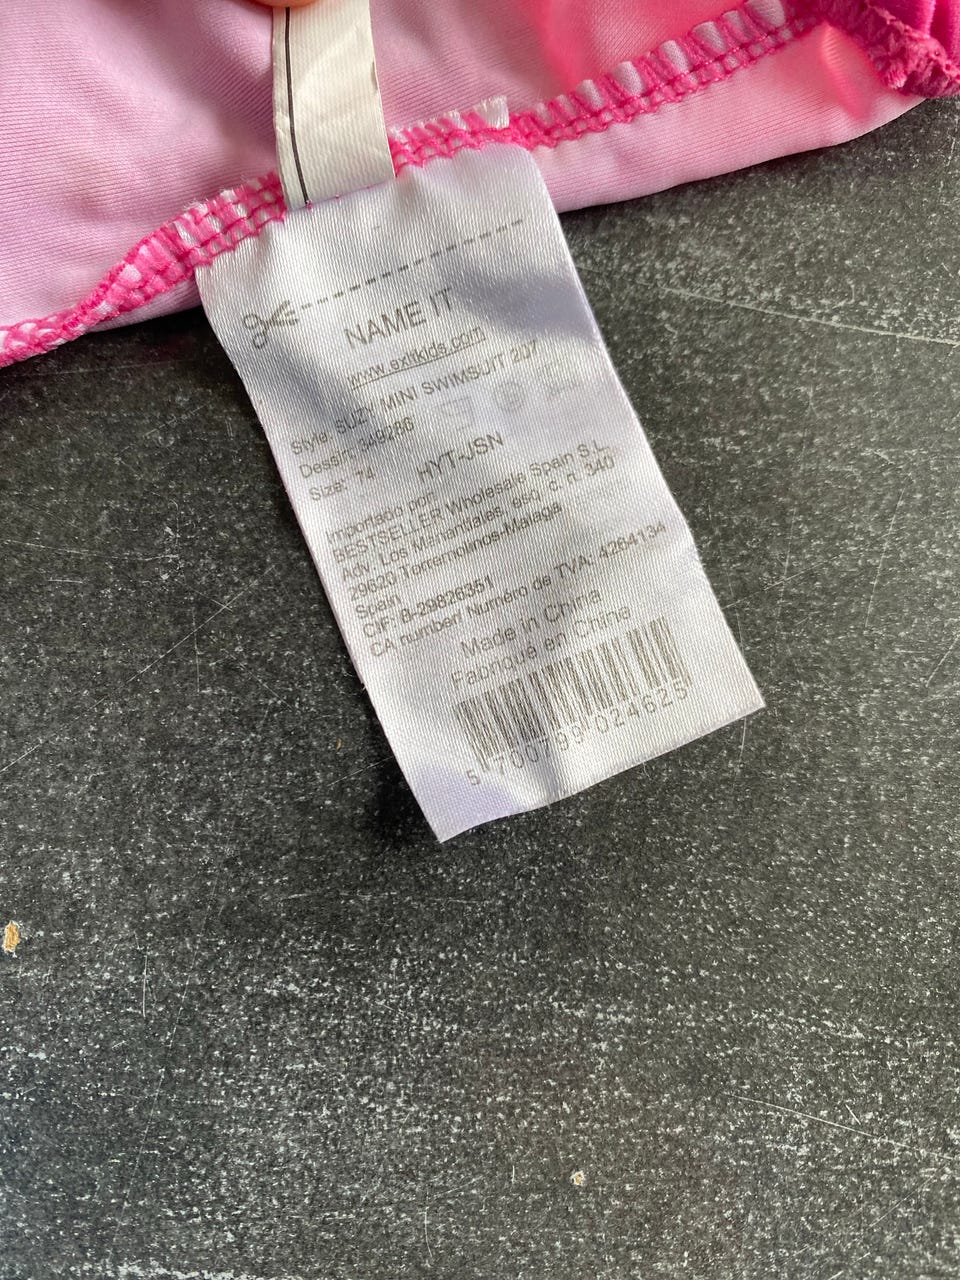 NAME IT
www.exitkids.com
Style: SUZY MINI SWIMSUIT 207
Dessin: 349286
Size: 74
HYT-JSN
Importado por:
BESTSELLER Wholesale Spain S.L.
Adv. Los Manantiales, esq. c. n. 340
29620 Torremolinos-Malaga
Spain
CIF: B-29826351
CA number/ Numéro de TVA: 4264134
Made in China
Fabriqué en Chine
5 700799 024625